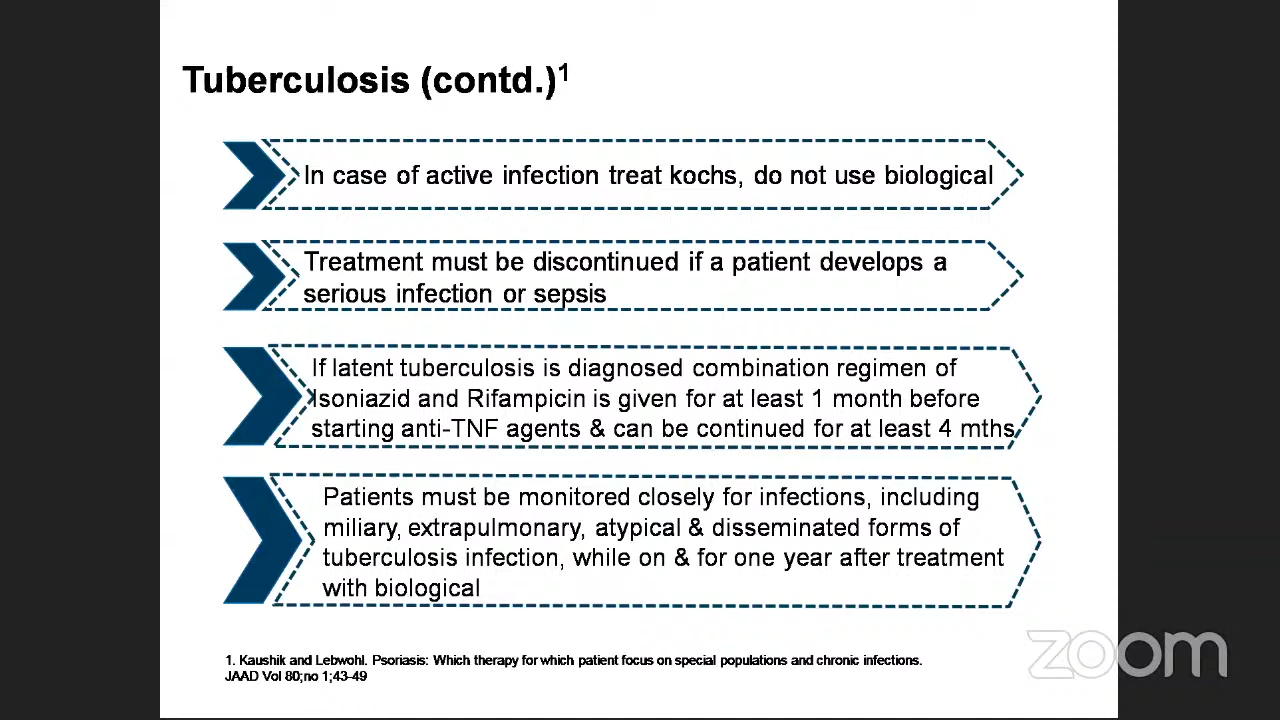 Tuberculosis (contd.)1
In case of active infection treat kochs, do not use biological
Treatment must be discontinued if a patient develops a
serious infection or sepsis
If latent tuberculosis is diagnosed combination regimen of
Isoniazid and Rifampicin is given for at least 1 month before
starting anti-TNF agents & can be continued for at least 4 mths.
Patients must be monitored closely for infections, including
miliary, extrapulmonary, atypical & disseminated forms of
tuberculosis infection, while on & for one year after treatment
with biological
1. Kaushik and Lebwohl. Psoriasis: Which therapy for which patient focus on special populations and chronic infections.
JAAD Vol 80;no 1;43-49
zoom